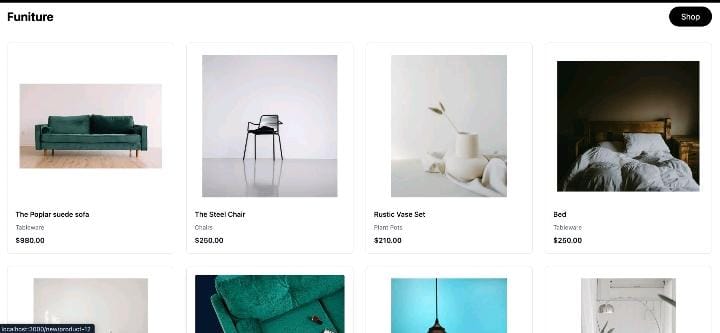 Funiture
Shop
The Poplar suede sofa
Tableware
$980.00
The Steel Chair
Chairs
$250.00
Rustic Vase Set
Plant Pots
$210.00
Bed
Tableware
$250.00
localhost:3000/new/product-12